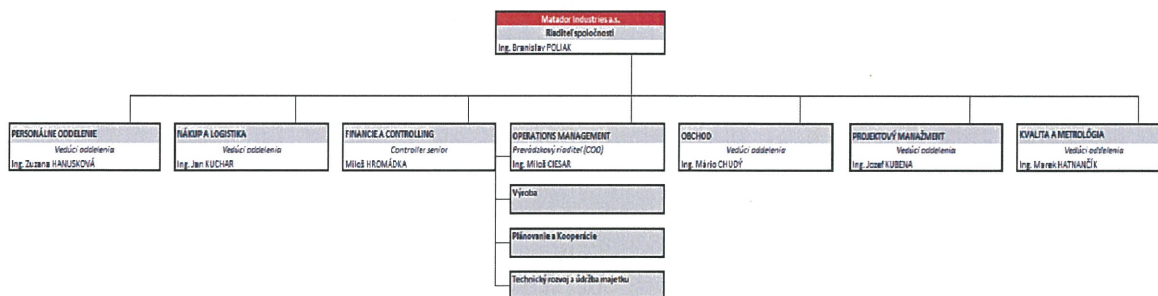 Matador Industries a.s.
Riaditeľ spoločnosti
Ing. Branislav POLIAK
PERSONÁLNE ODDELENIE
Vedúci oddelenia
Ing. Zuzana HANUSKOVÁ
NÁKUP A LOGISTIKA
Vedúci oddelenia
Ing. Jan KUCHAR
FINANCIE A CONTROLLING
Controller senior
Miloš HROMÁDKA
OPERATIONS MANAGEMENT
Prevádzkový riaditeľ (COO)
Ing. Miloš CIESAR
Výroba
Plánovanie a Kooperácie
Technický rozvoj a údržba majetku
OBCHOD
Vedúci oddelenia
Ing. Mário CHUDÝ
PROJEKTOVÝ MANAŽMENT
Vedúci oddelenia
Ing. Jozef KUBENA
KVALITA A METROLÓGIA
Vedúci oddelenia
Ing. Marek HATNANČÍK